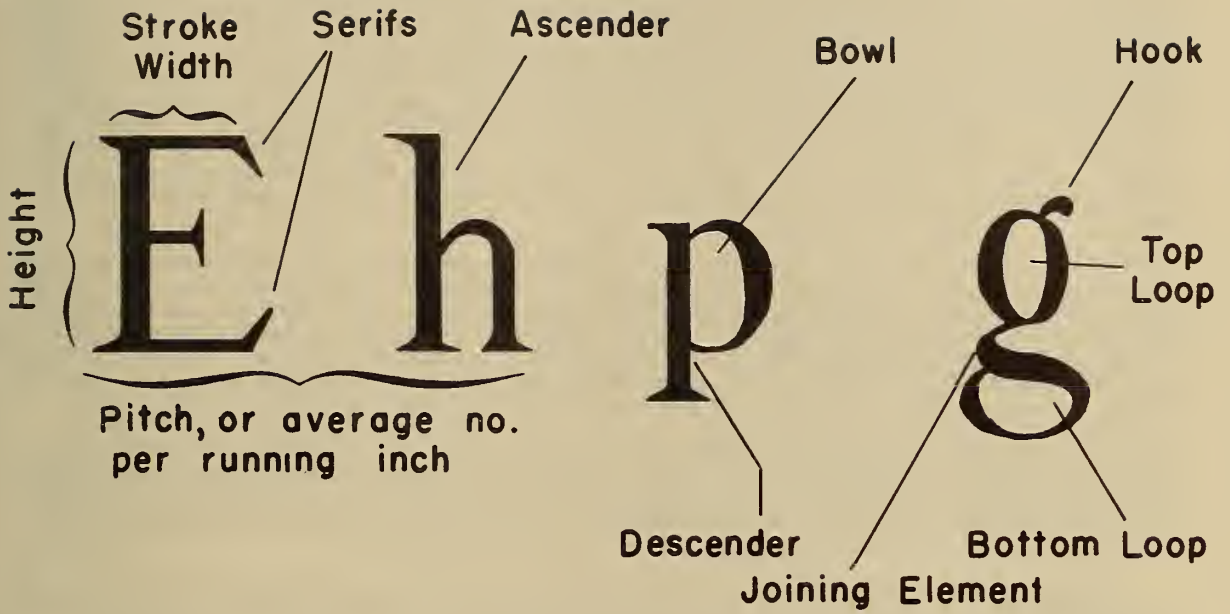 Stroke
Width
Serifs
Ascender
Bowl
Hook
Height
E h p g
Top
Loop
Pitch, or average no.
per running inch
Descender
Bottom Loop
Joining Element